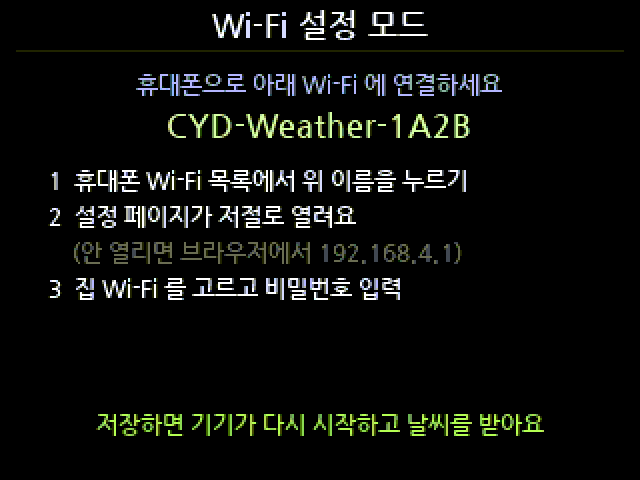 Wi-Fi 설정 모드
휴대폰으로 아래 Wi-Fi 에 연결하세요
CYD-Weather-1A2B
1 휴대폰 Wi-Fi 목록에서 위 이름을 누르기
2 설정 페이지가 저절로 열려요
(안 열리면 브라우저에서 192.168.4.1)
3 집 Wi-Fi 를 고르고 비밀번호 입력
저장하면 기기가 다시 시작하고 날씨를 받아요